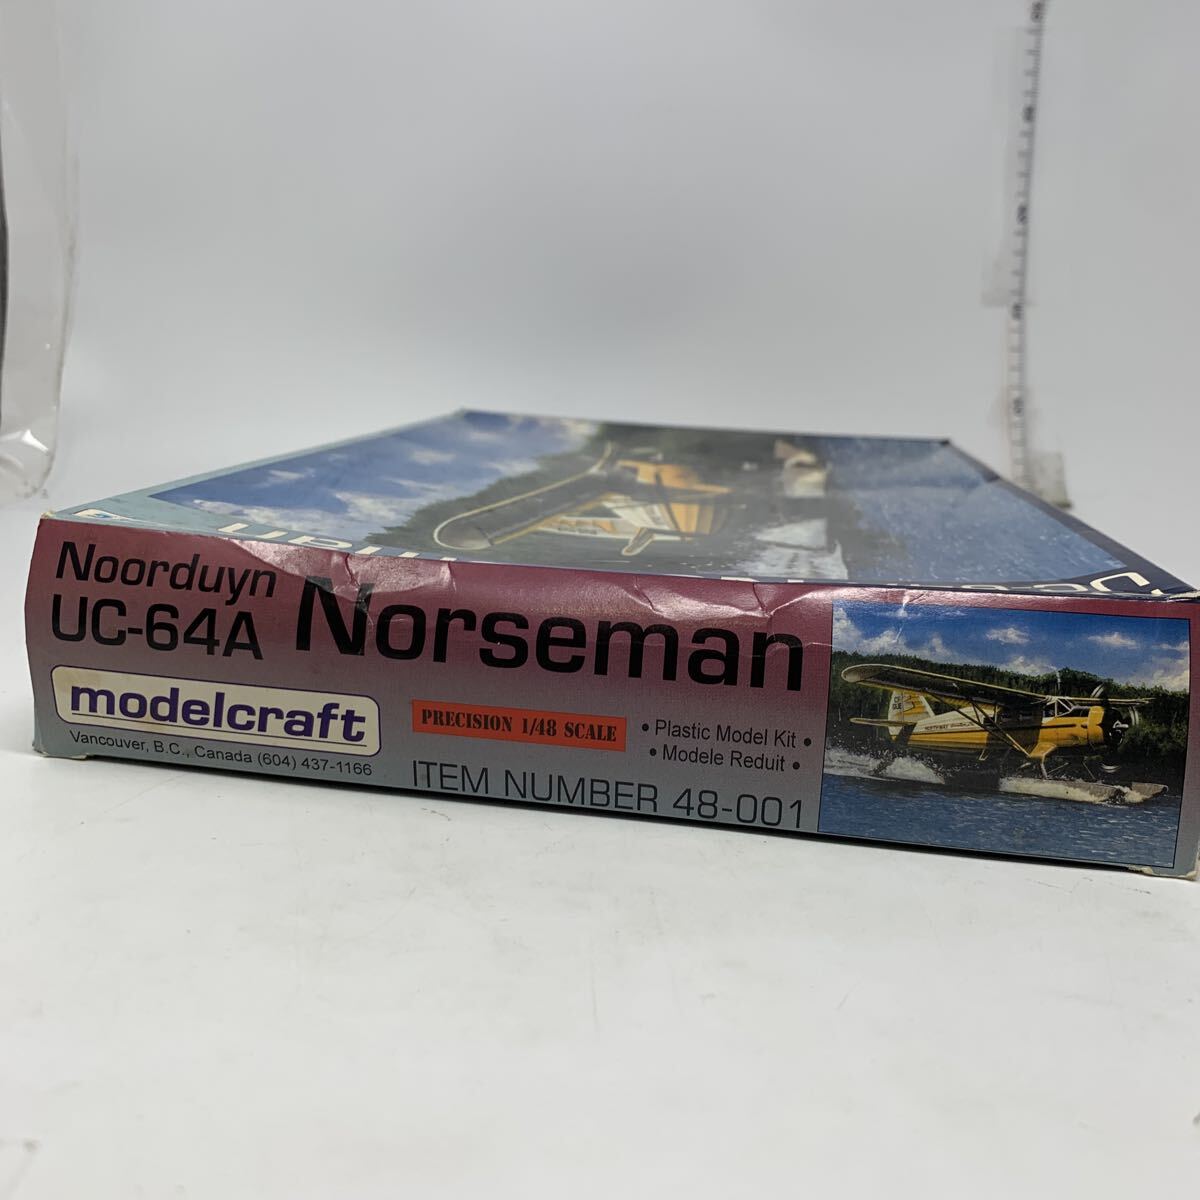 Noorduyn
UC-64A
Norseman
modelcraft
Vancouver, B.C., Canada (604) 437-1166
PRECISION 1/48 SCALE
• Plastic Model Kit •
• Modele Reduit •
ITEM NUMBER 48-001